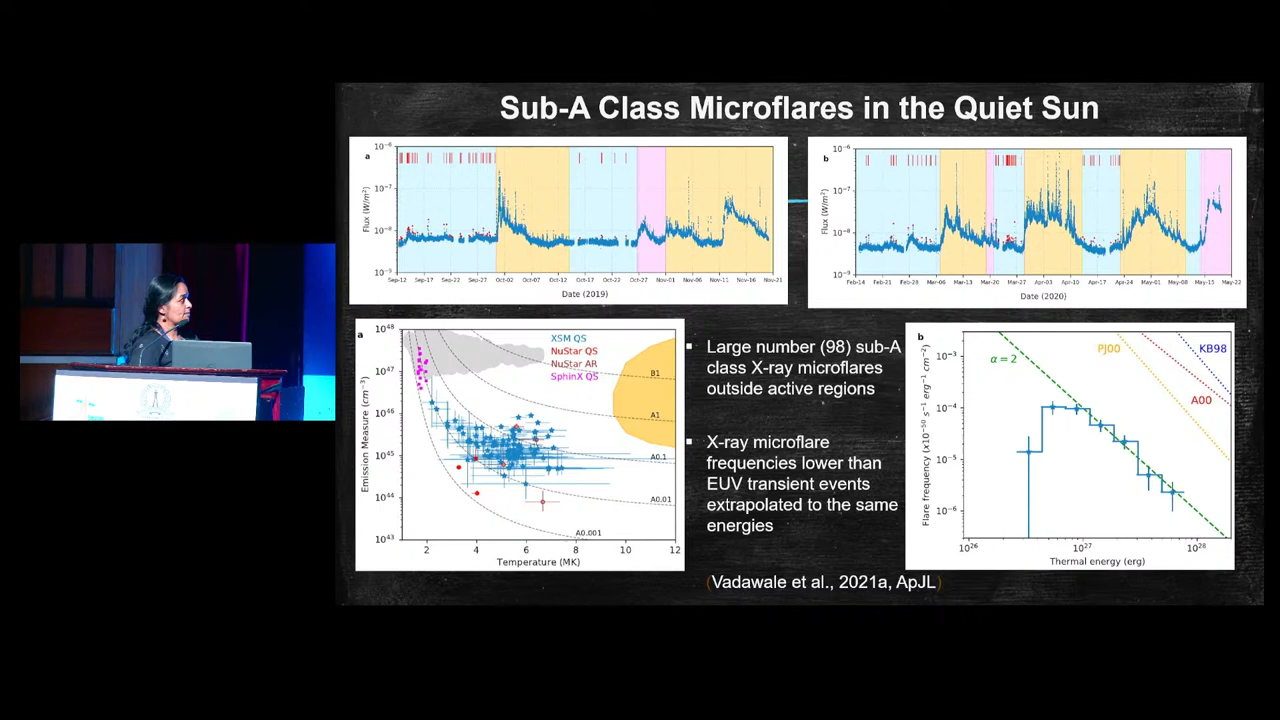 Sub-A Class Microflares in the Quiet Sun
a
Flux (W/m²)
10⁻⁶
10⁻⁷
10⁻⁸
10⁻⁹
Sep-12 Sep-17 Sep-22 Sep-27 Oct-02 Oct-07 Oct-12 Oct-17 Oct-22 Oct-27 Nov-01 Nov-06 Nov-11 Nov-16 Nov-21
Date (2019)
b
Flux (W/m²)
10⁻⁶
10⁻⁷
10⁻⁸
10⁻⁹
Feb-14 Feb-21 Feb-28 Mar-06 Mar-13 Mar-20 Mar-27 Apr-03 Apr-10 Apr-17 Apr-24 May-01 May-08 May-15 May-22
Date (2020)
a
Emission Measure (cm⁻³)
10⁴⁸
10⁴⁷
10⁴⁶
10⁴⁵
10⁴⁴
10⁴³
XSM QS
NuStar QS
NuStar AR
SphinX QS
B1
A1
A0.1
A0.01
A0.001
2 4 6 8 10 12
Temperature (MK)
▪ Large number (98) sub-A
class X-ray microflares
outside active regions
▪ X-ray microflare
frequencies lower than
EUV transient events
extrapolated to the same
energies
(Vadawale et al., 2021a, ApJL)
b
Flare frequency (x10⁻⁵⁰ s⁻¹ erg⁻¹ cm⁻²)
10⁻³
10⁻⁴
10⁻⁵
10⁻⁶
α = 2
PJ00
KB98
A00
10²⁶ 10²⁷ 10²⁸
Thermal energy (erg)